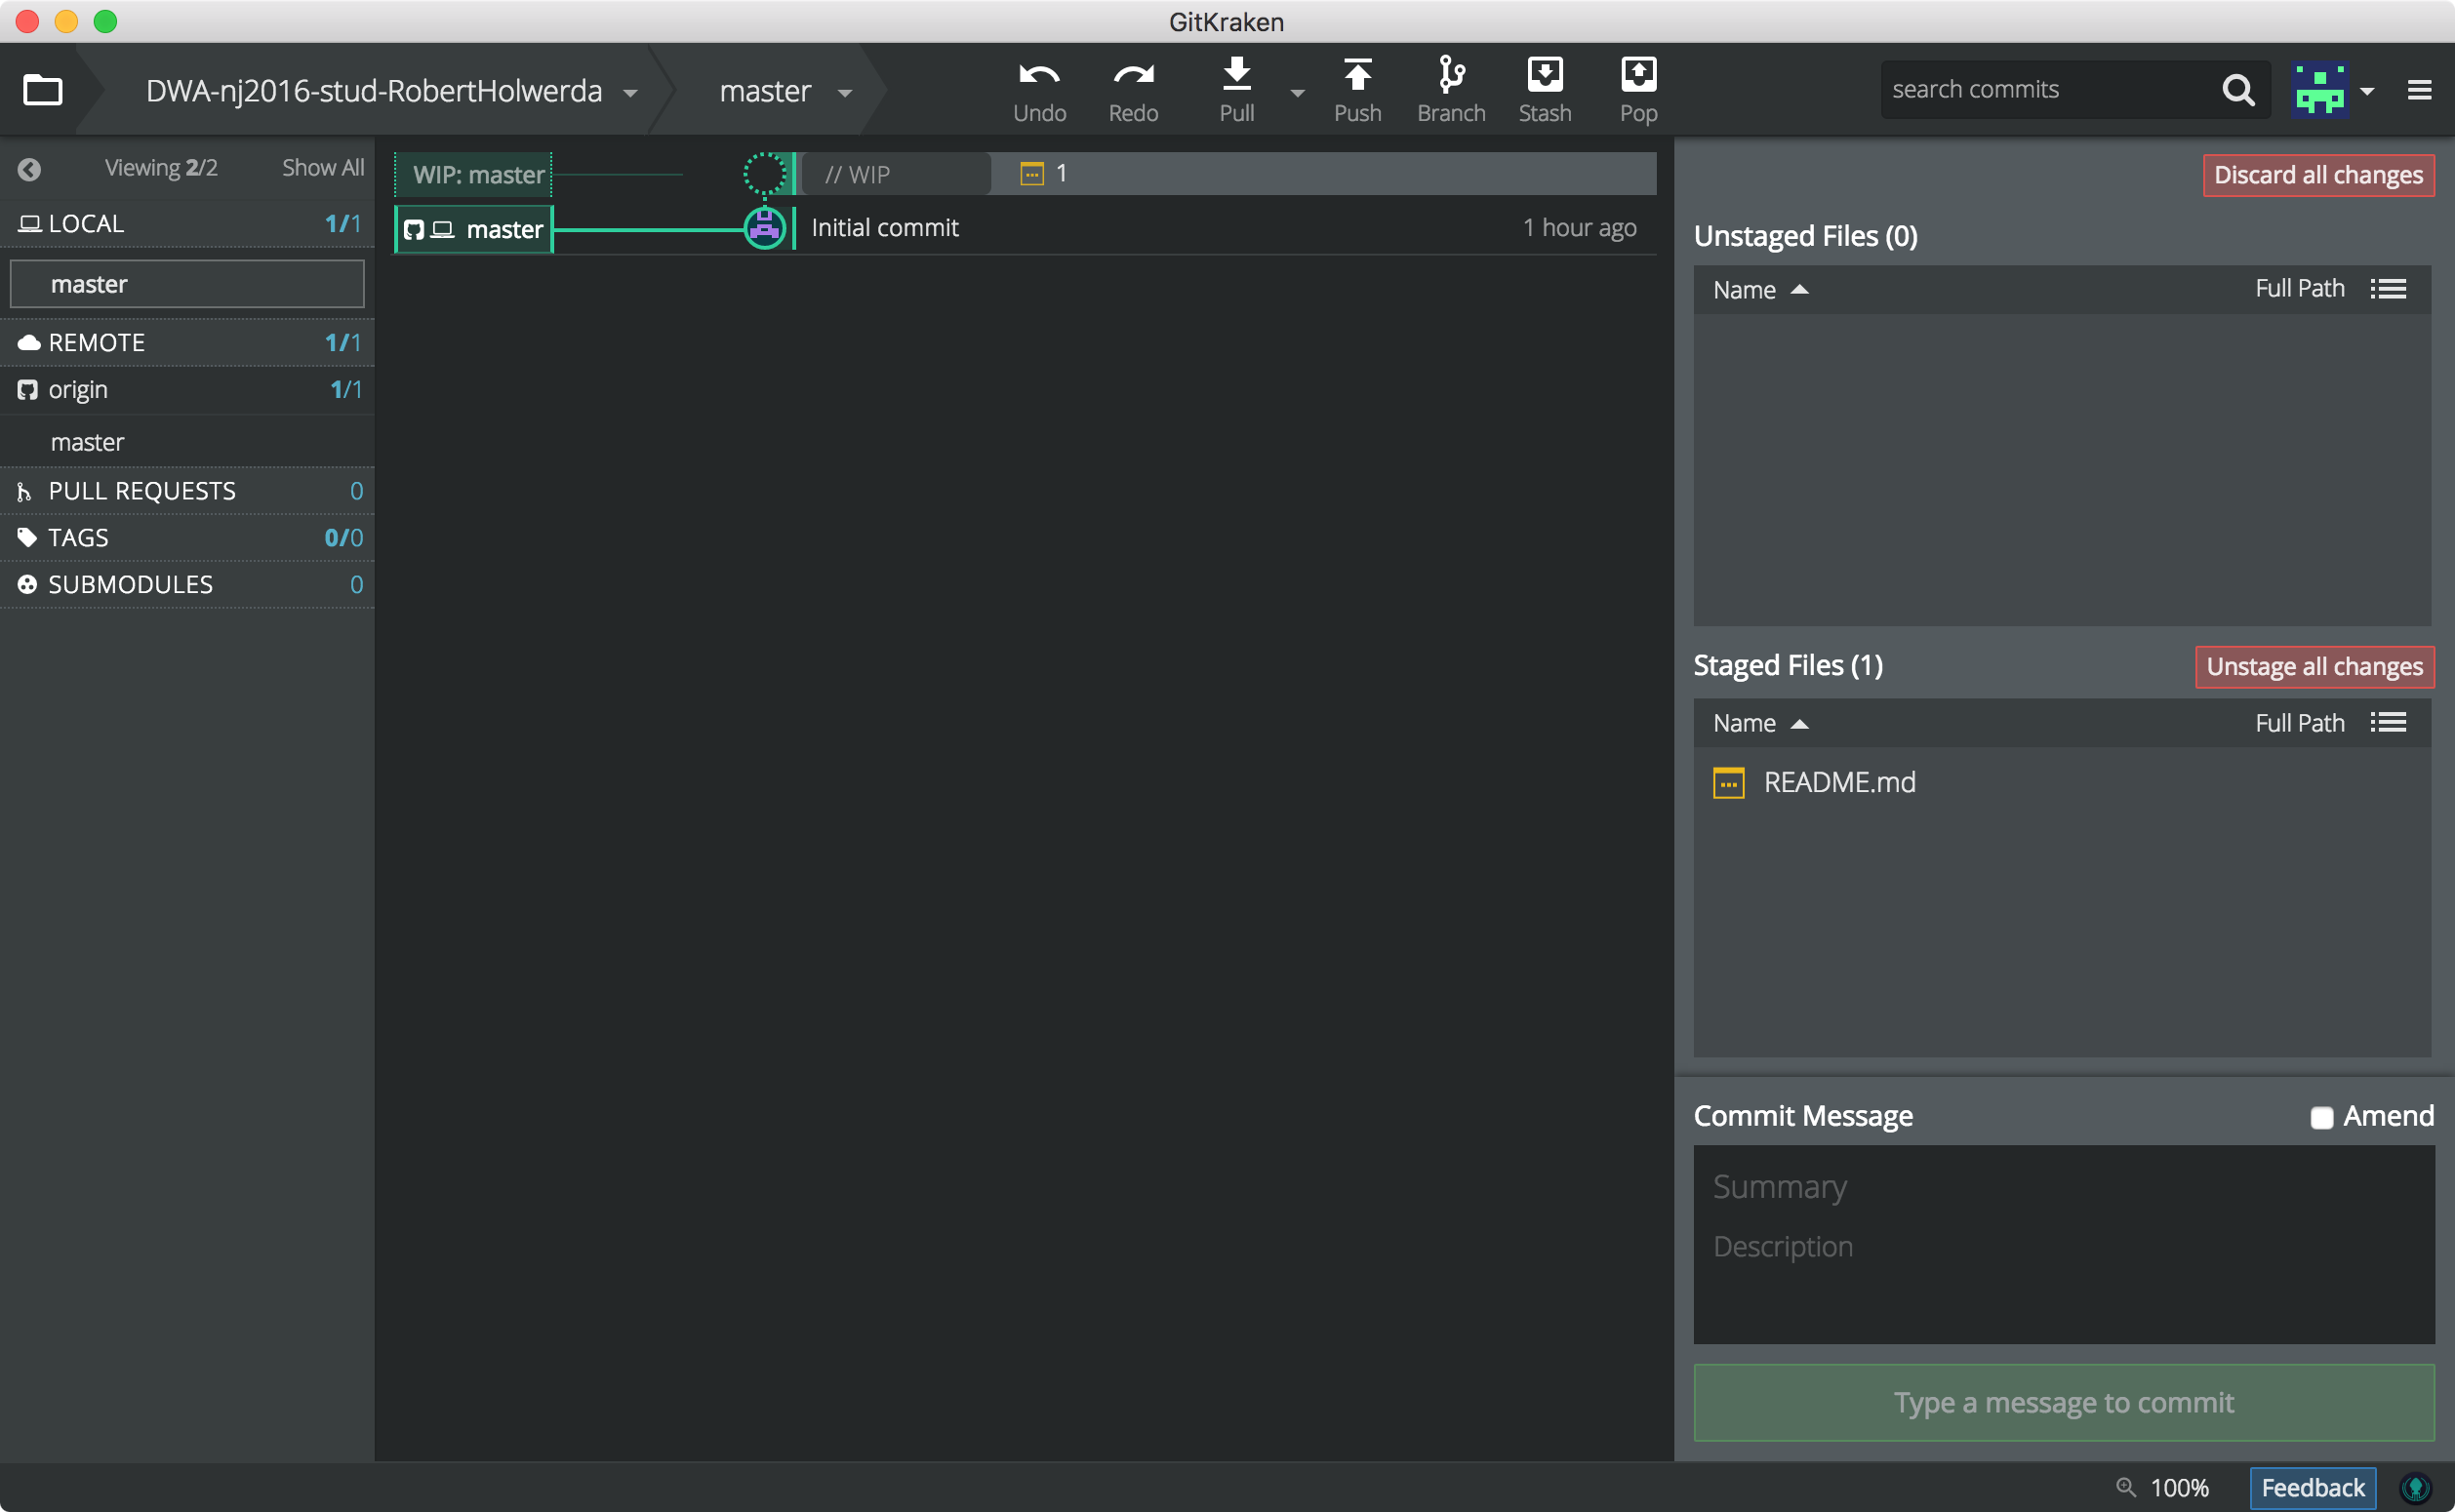 GitKraken
DWA-nj2016-stud-RobertHolwerda
master
Undo
Redo
Pull
Push
Branch
Stash
Pop
search commits
Viewing 2/2
Show All
LOCAL 1/1
master
REMOTE 1/1
origin 1/1
master
PULL REQUESTS 0
TAGS 0/0
SUBMODULES 0
WIP: master
// WIP
1
master
Initial commit
1 hour ago
Discard all changes
Unstaged Files (0)
Name
Full Path
Staged Files (1)
Unstage all changes
Name
Full Path
README.md
Commit Message
Amend
Summary
Description
Type a message to commit
100%
Feedback